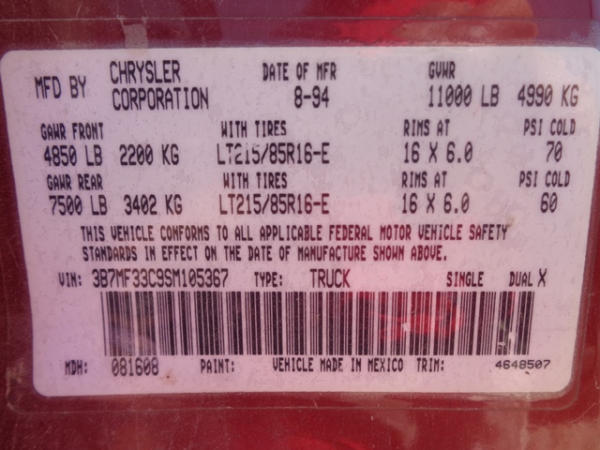 MFD BY CHRYSLER CORPORATION DATE OF MFR 8-94 GVWR 11000 LB 4990 KG
GAWR FRONT WITH TIRES RIMS AT PSI COLD
4850 LB 2200 KG LT215/85R16-E 16 X 6.0 70
GAWR REAR WITH TIRES RIMS AT PSI COLD
7500 LB 3402 KG LT215/85R16-E 16 X 6.0 60
THIS VEHICLE CONFORMS TO ALL APPLICABLE FEDERAL MOTOR VEHICLE SAFETY
STANDARDS IN EFFECT ON THE DATE OF MANUFACTURE SHOWN ABOVE.
VIN: 3B7MF33C9SM105367 TYPE: TRUCK SINGLE DUAL X
MDH: 081608 PAINT: VEHICLE MADE IN MEXICO TRIM: 4648507